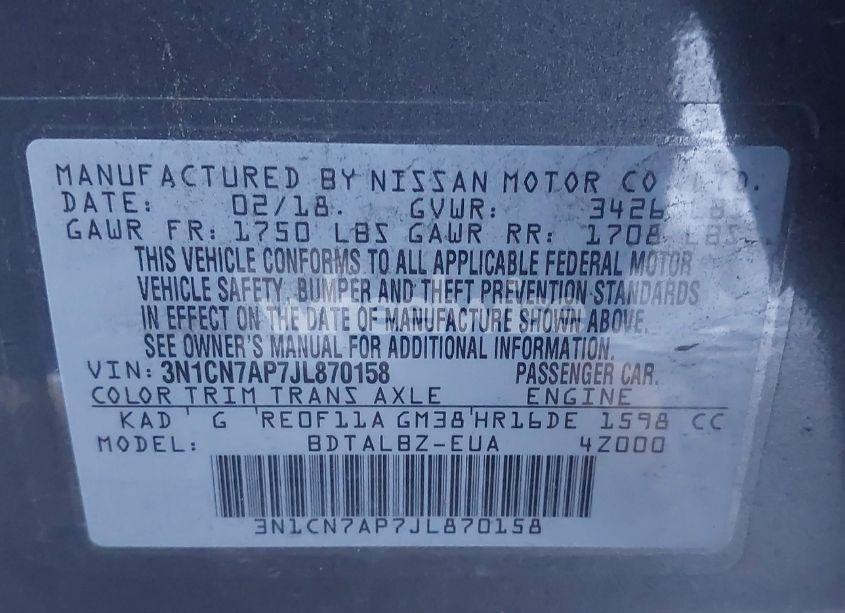 MANUFACTURED BY NISSAN MOTOR CO., LTD.
DATE: 02/18. GVWR: 3426 LBS
GAWR FR: 1750 LBS GAWR RR: 1708 LBS
THIS VEHICLE CONFORMS TO ALL APPLICABLE FEDERAL MOTOR
VEHICLE SAFETY, BUMPER AND THEFT PREVENTION STANDARDS
IN EFFECT ON THE DATE OF MANUFACTURE SHOWN ABOVE.
SEE OWNER'S MANUAL FOR ADDITIONAL INFORMATION.
VIN: 3N1CN7AP7JL870158 PASSENGER CAR.
COLOR TRIM TRANS AXLE ENGINE
KAD G RE0F11A GM38 HR16DE 1598 CC
MODEL: BDTALBZ-EUA 4Z000
3N1CN7AP7JL870158